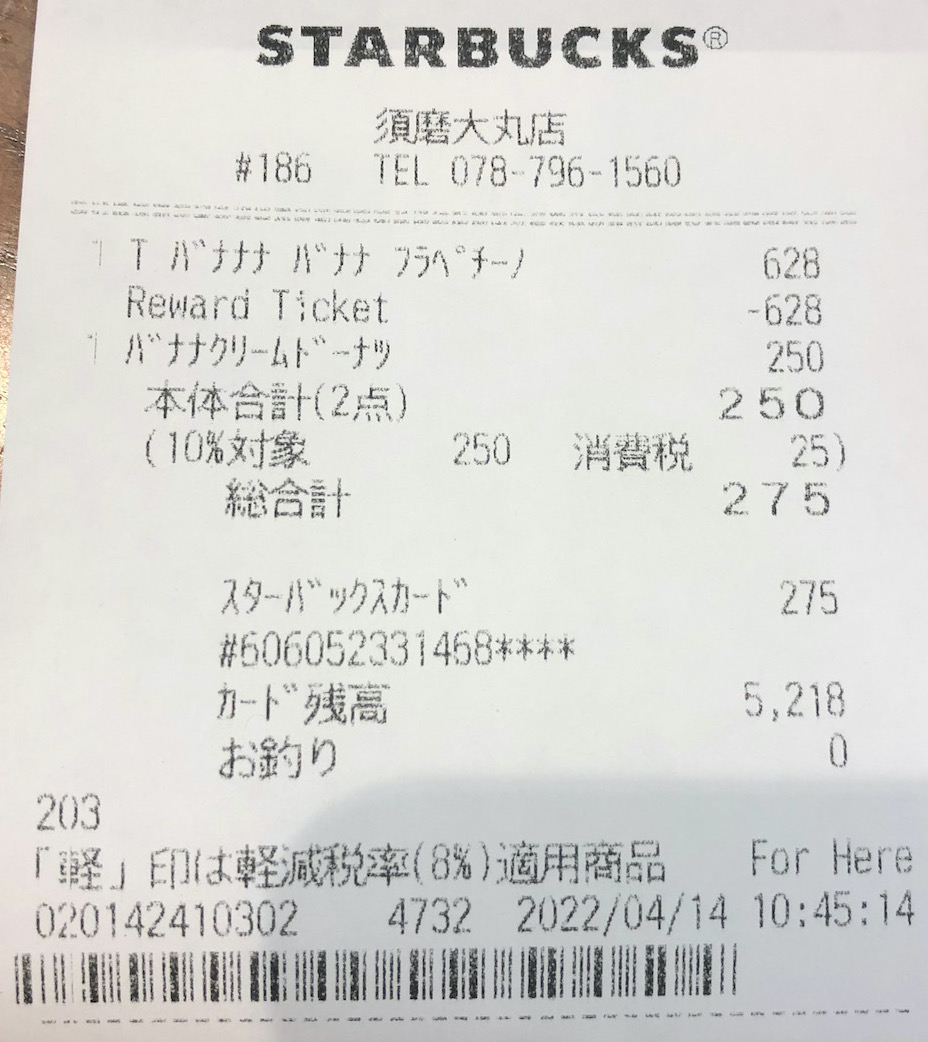 STARBUCKS®
須磨大丸店
#186 TEL 078-796-1560
1 T バナナナ バナナ フラペチーノ 628
Reward Ticket -628
1 バナナクリームドーナツ 250
本体合計(2点) 250
(10%対象 250 消費税 25)
総合計 275
スターバックスカード 275
#606052331468****
カード残高 5,218
お釣り 0
203
「軽」印は軽減税率(8%)適用商品 For Here
020142410302 4732 2022/04/14 10:45:14